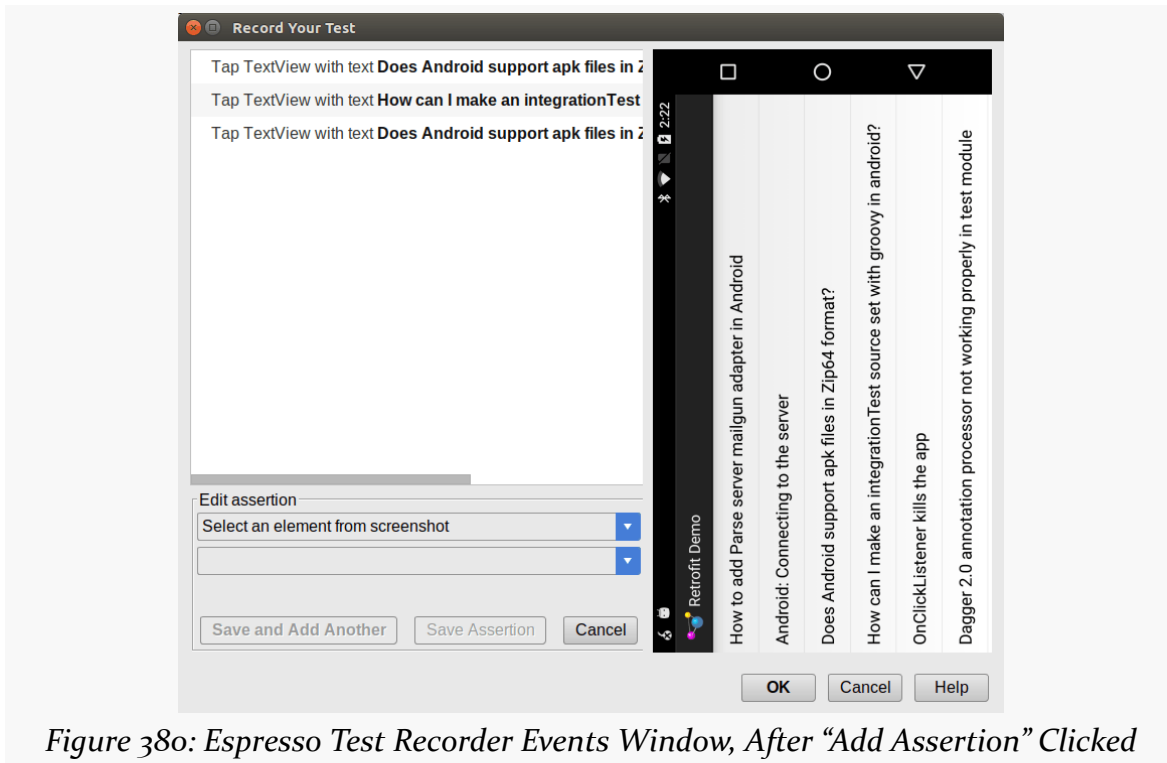 Record Your Test
Tap TextView with text Does Android support apk files in
Tap TextView with text How can I make an integrationTest
Tap TextView with text Does Android support apk files in
Edit assertion
Select an element from screenshot
Save and Add Another
Save Assertion
Cancel
2:22
Retrofit Demo
How to add Parse server mailgun adapter in Android
Android: Connecting to the server
Does Android support apk files in Zip64 format?
How can I make an integrationTest source set with groovy in android?
OnClickListener kills the app
Dagger 2.0 annotation processor not working properly in test module
OK
Cancel
Help
Figure 380: Espresso Test Recorder Events Window, After “Add Assertion” Clicked